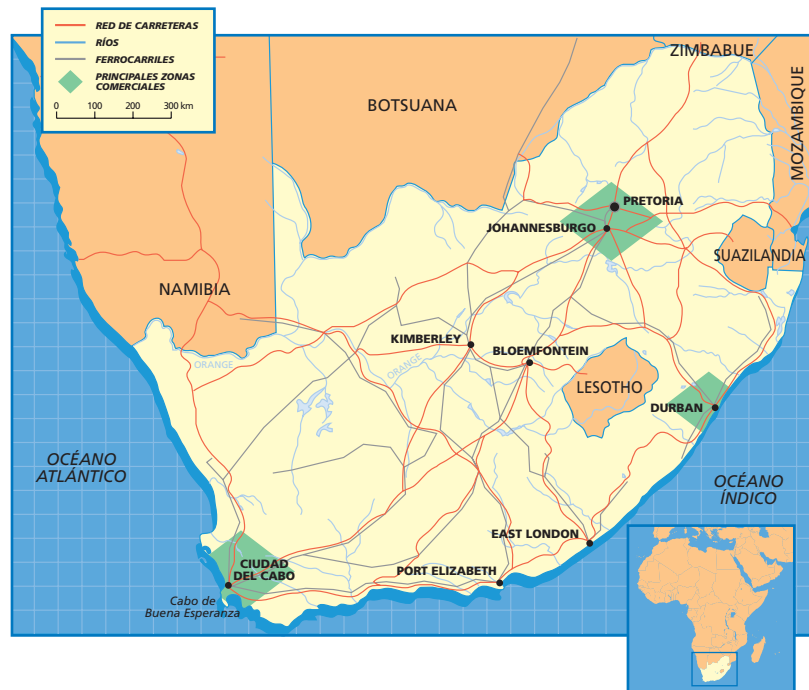 RED DE CARRETERAS
RÍOS
FERROCARRILES
PRINCIPALES ZONAS
COMERCIALES
0 100 200 300 km
ZIMBABUE
BOTSUANA
MOZAMBIQUE
PRETORIA
JOHANNESBURGO
SUAZILANDIA
NAMIBIA
KIMBERLEY
BLOEMFONTEIN
ORANGE
ORANGE
LESOTHO
DURBAN
OCÉANO
ATLÁNTICO
OCÉANO
ÍNDICO
EAST LONDON
CIUDAD
DEL CABO
PORT ELIZABETH
Cabo de
Buena Esperanza